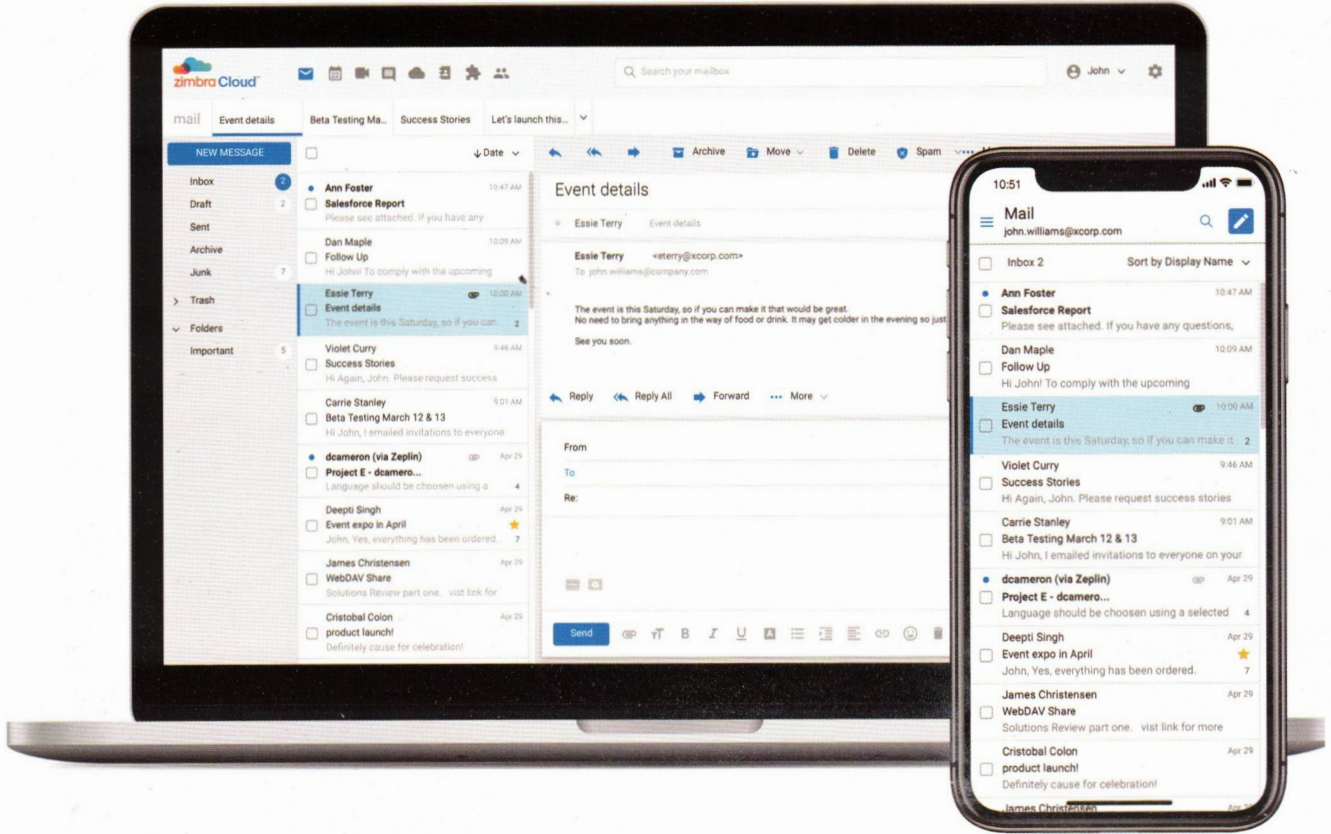 zimbra Cloud
Search your mailbox
John
mail
Event details
Beta Testing Ma...
Success Stories
Let's launch this...
NEW MESSAGE
Inbox 2
Draft 2
Sent
Archive
Junk 7
Trash
Folders
Important 5
Date
Ann Foster 10:47 AM
Salesforce Report
Please see attached. If you have any
Dan Maple 10:09 AM
Follow Up
Hi John! To comply with the upcoming
Essie Terry 10:00 AM
Event details
The event is this Saturday, so if you can 2
Violet Curry 9:46 AM
Success Stories
Hi Again, John. Please request success
Carrie Stanley 9:01 AM
Beta Testing March 12 & 13
Hi John, I emailed invitations to everyone
dcameron (via Zeplin) Apr 29
Project E - dcamero...
Language should be choosen using a 4
Deepti Singh Apr 29
Event expo in April
John, Yes, everything has been ordered. 7
James Christensen Apr 29
WebDAV Share
Solutions Review part one. vist link for
Cristobal Colon Apr 29
product launch!
Definitely cause for celebration!
Archive Move Delete Spam
Event details
Essie Terry Event details
Essie Terry <eterry@xcorp.com>
To john.williams@company.com
The event is this Saturday, so if you can make it that would be great.
No need to bring anything in the way of food or drink. It may get colder in the evening so just
See you soon.
Reply Reply All Forward More
From
To
Re:
Send
10:51
Mail
john.williams@xcorp.com
Inbox 2 Sort by Display Name
Ann Foster 10:47 AM
Salesforce Report
Please see attached. If you have any questions,
Dan Maple 10:09 AM
Follow Up
Hi John! To comply with the upcoming
Essie Terry 10:00 AM
Event details
The event is this Saturday, so if you can make it 2
Violet Curry 9:46 AM
Success Stories
Hi Again, John. Please request success stories
Carrie Stanley 9:01 AM
Beta Testing March 12 & 13
Hi John, I emailed invitations to everyone on your
dcameron (via Zeplin) Apr 29
Project E - dcamero...
Language should be choosen using a selected 4
Deepti Singh Apr 29
Event expo in April
John, Yes, everything has been ordered. 7
James Christensen Apr 29
WebDAV Share
Solutions Review part one. vist link for more
Cristobal Colon Apr 29
product launch!
Definitely cause for celebration!
James Christensen